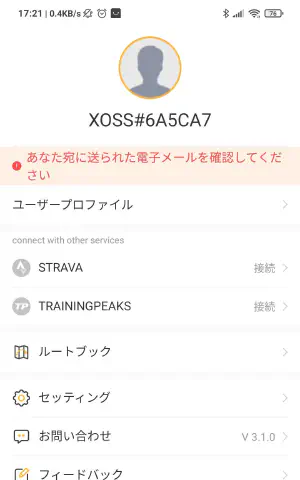 17:21 | 0.4KB/s
76
XOSS#6A5CA7
あなた宛に送られた電子メールを確認してくだ
さい
ユーザープロファイル
connect with other services
STRAVA 接続
TP TRAININGPEAKS 接続
ルートブック
セッティング
お問い合わせ V 3.1.0
フィードバック